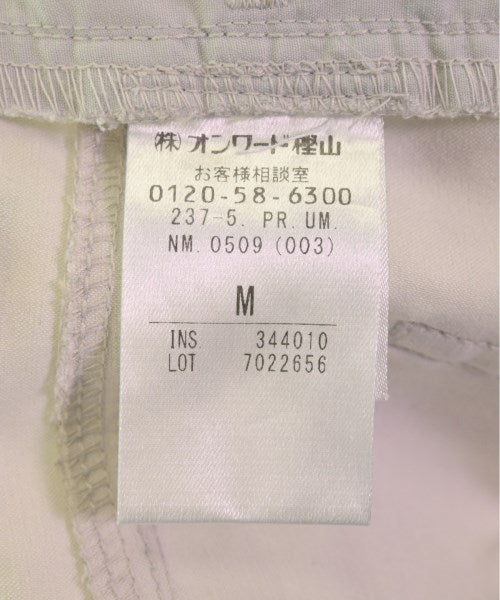 (株)オンワード樫山
お客様相談室
0120-58-6300
237-5. PR. UM.
NM. 0509 (003)
M
INS. 344010
LOT 7022656